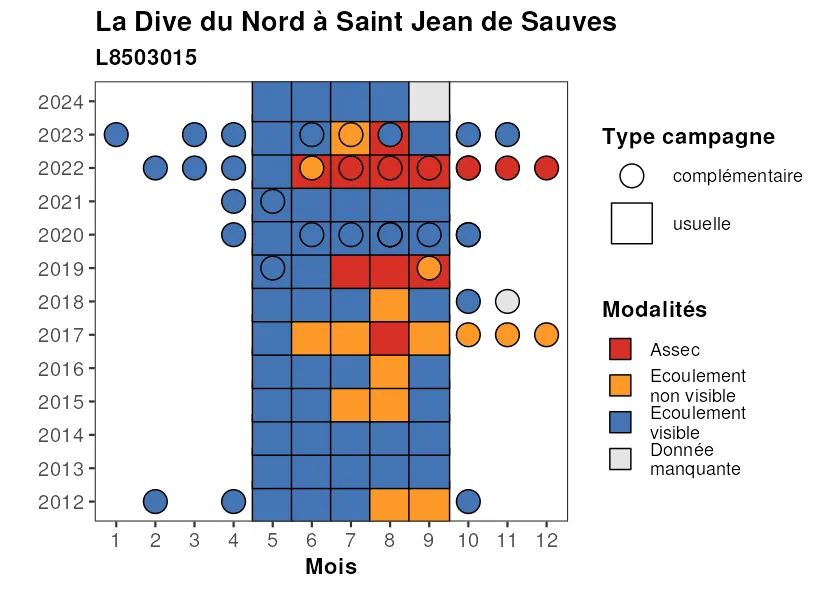 La Dive du Nord à Saint Jean de Sauves
L8503015
2024
2023
2022
2021
2020
2019
2018
2017
2016
2015
2014
2013
2012
1 2 3 4 5 6 7 8 9 10 11 12
Mois
Type campagne
complémentaire
usuelle
Modalités
Assec
Ecoulement
non visible
Ecoulement
visible
Donnée
manquante